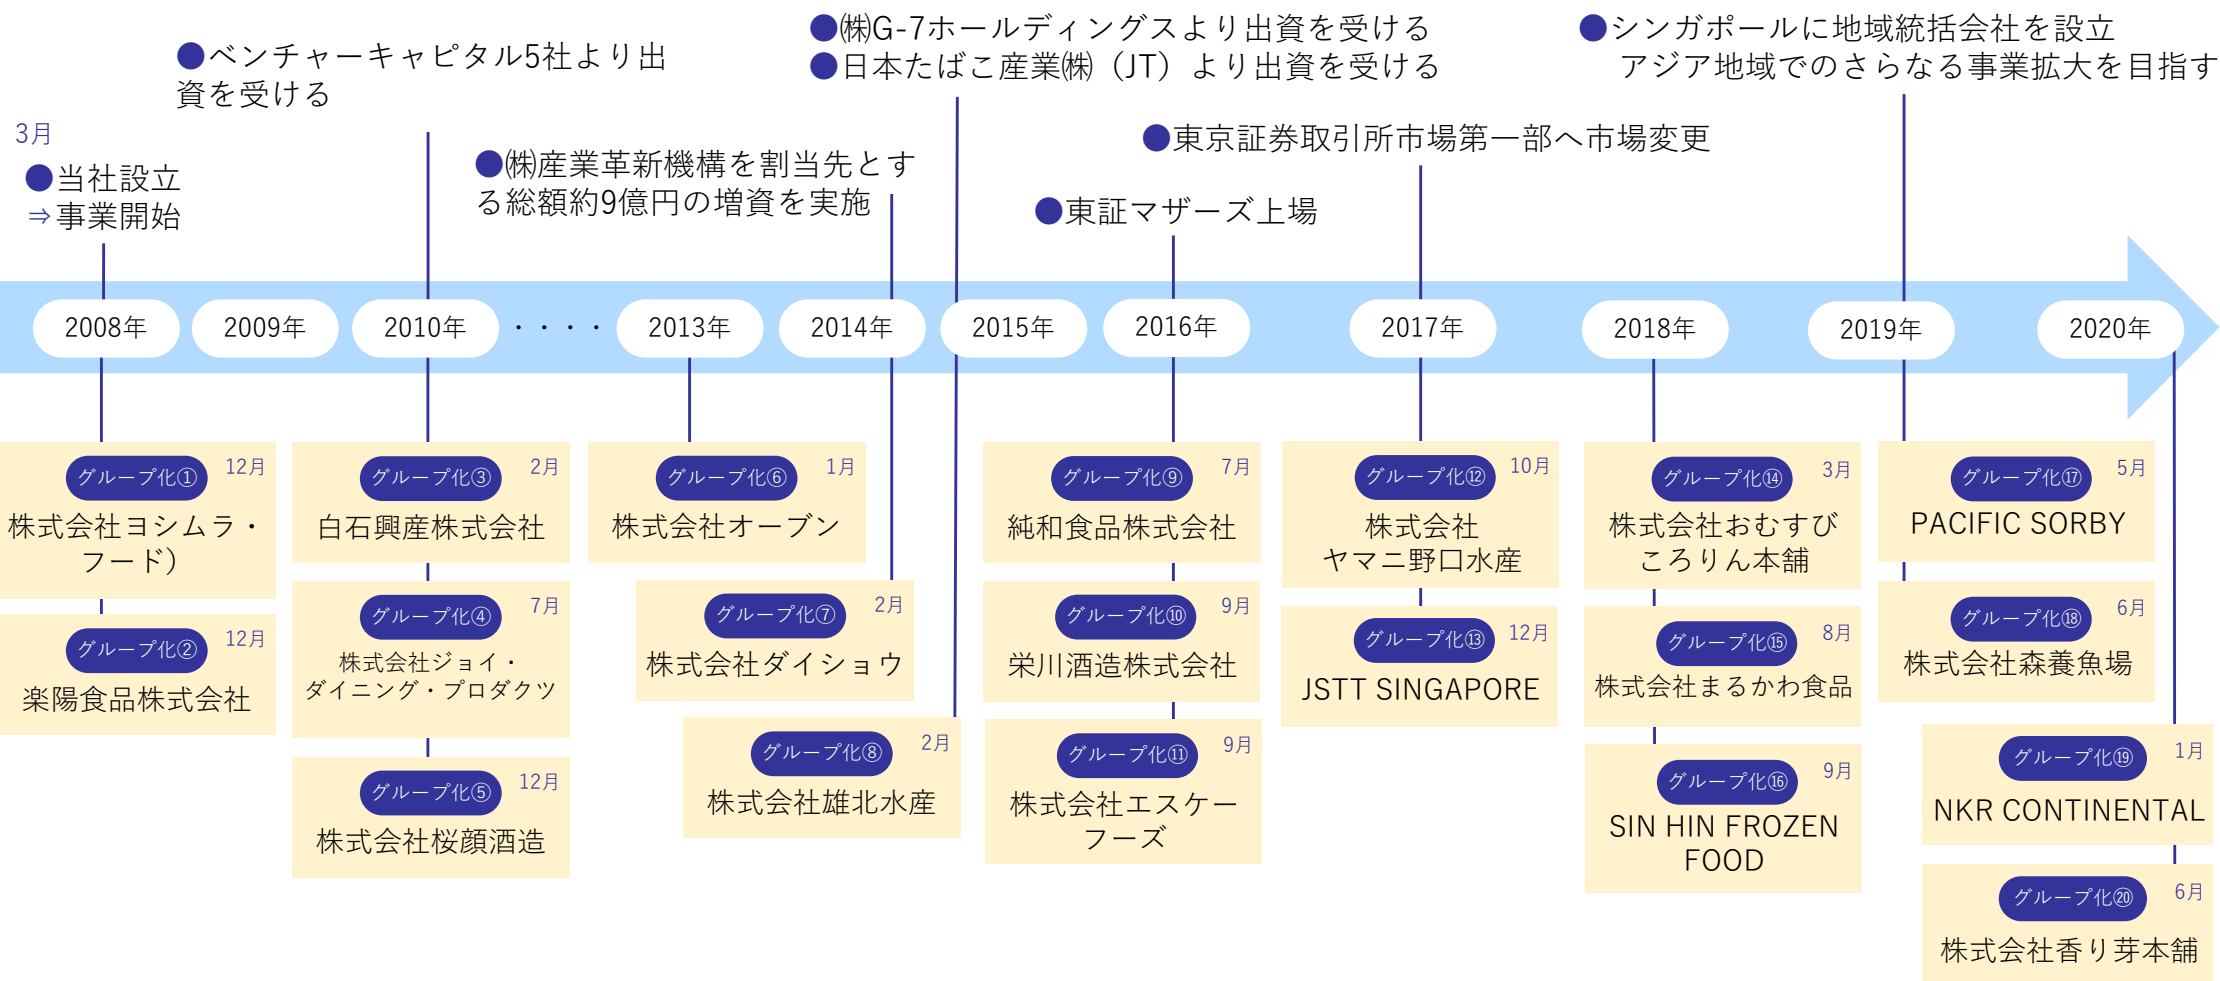 ●ベンチャーキャピタル5社より出
資を受ける
●㈱G-7ホールディングスより出資を受ける
●日本たばこ産業㈱（JT）より出資を受ける
●シンガポールに地域統括会社を設立
アジア地域でのさらなる事業拡大を目指す
3月
●当社設立
⇒事業開始
●㈱産業革新機構を割当先とす
る総額約9億円の増資を実施
●東京証券取引所市場第一部へ市場変更
●東証マザーズ上場
2008年 2009年 2010年 ・・・・ 2013年 2014年 2015年 2016年 2017年 2018年 2019年 2020年
グループ化① 12月
株式会社ヨシムラ・
フード）
グループ化② 12月
楽陽食品株式会社
グループ化③ 2月
白石興産株式会社
グループ化④ 7月
株式会社ジョイ・
ダイニング・プロダクツ
グループ化⑤ 12月
株式会社桜顔酒造
グループ化⑥ 1月
株式会社オーブン
グループ化⑦ 2月
株式会社ダイショウ
グループ化⑧ 2月
株式会社雄北水産
グループ化⑨ 7月
純和食品株式会社
グループ化⑩ 9月
栄川酒造株式会社
グループ化⑪ 9月
株式会社エスケー
フーズ
グループ化⑫ 10月
株式会社
ヤマニ野口水産
グループ化⑬ 12月
JSTT SINGAPORE
グループ化⑭ 3月
株式会社おむすび
ころりん本舗
グループ化⑮ 8月
株式会社まるかわ食品
グループ化⑯ 9月
SIN HIN FROZEN
FOOD
グループ化⑰ 5月
PACIFIC SORBY
グループ化⑱ 6月
株式会社森養魚場
グループ化⑲ 1月
NKR CONTINENTAL
グループ化⑳ 6月
株式会社香り芽本舗